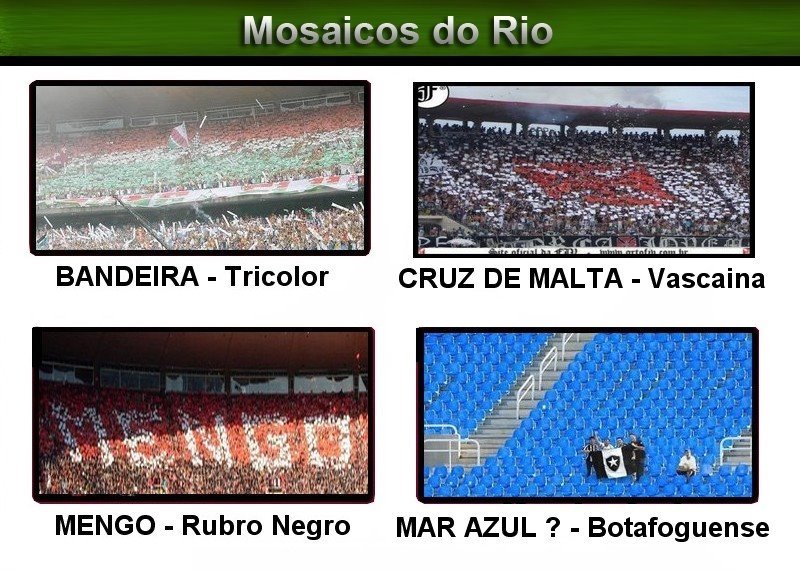 Mosaicos do Rio
BANDEIRA - Tricolor
CRUZ DE MALTA - Vascaina
MENGO
MENGO - Rubro Negro
MAR AZUL ? - Botafoguense